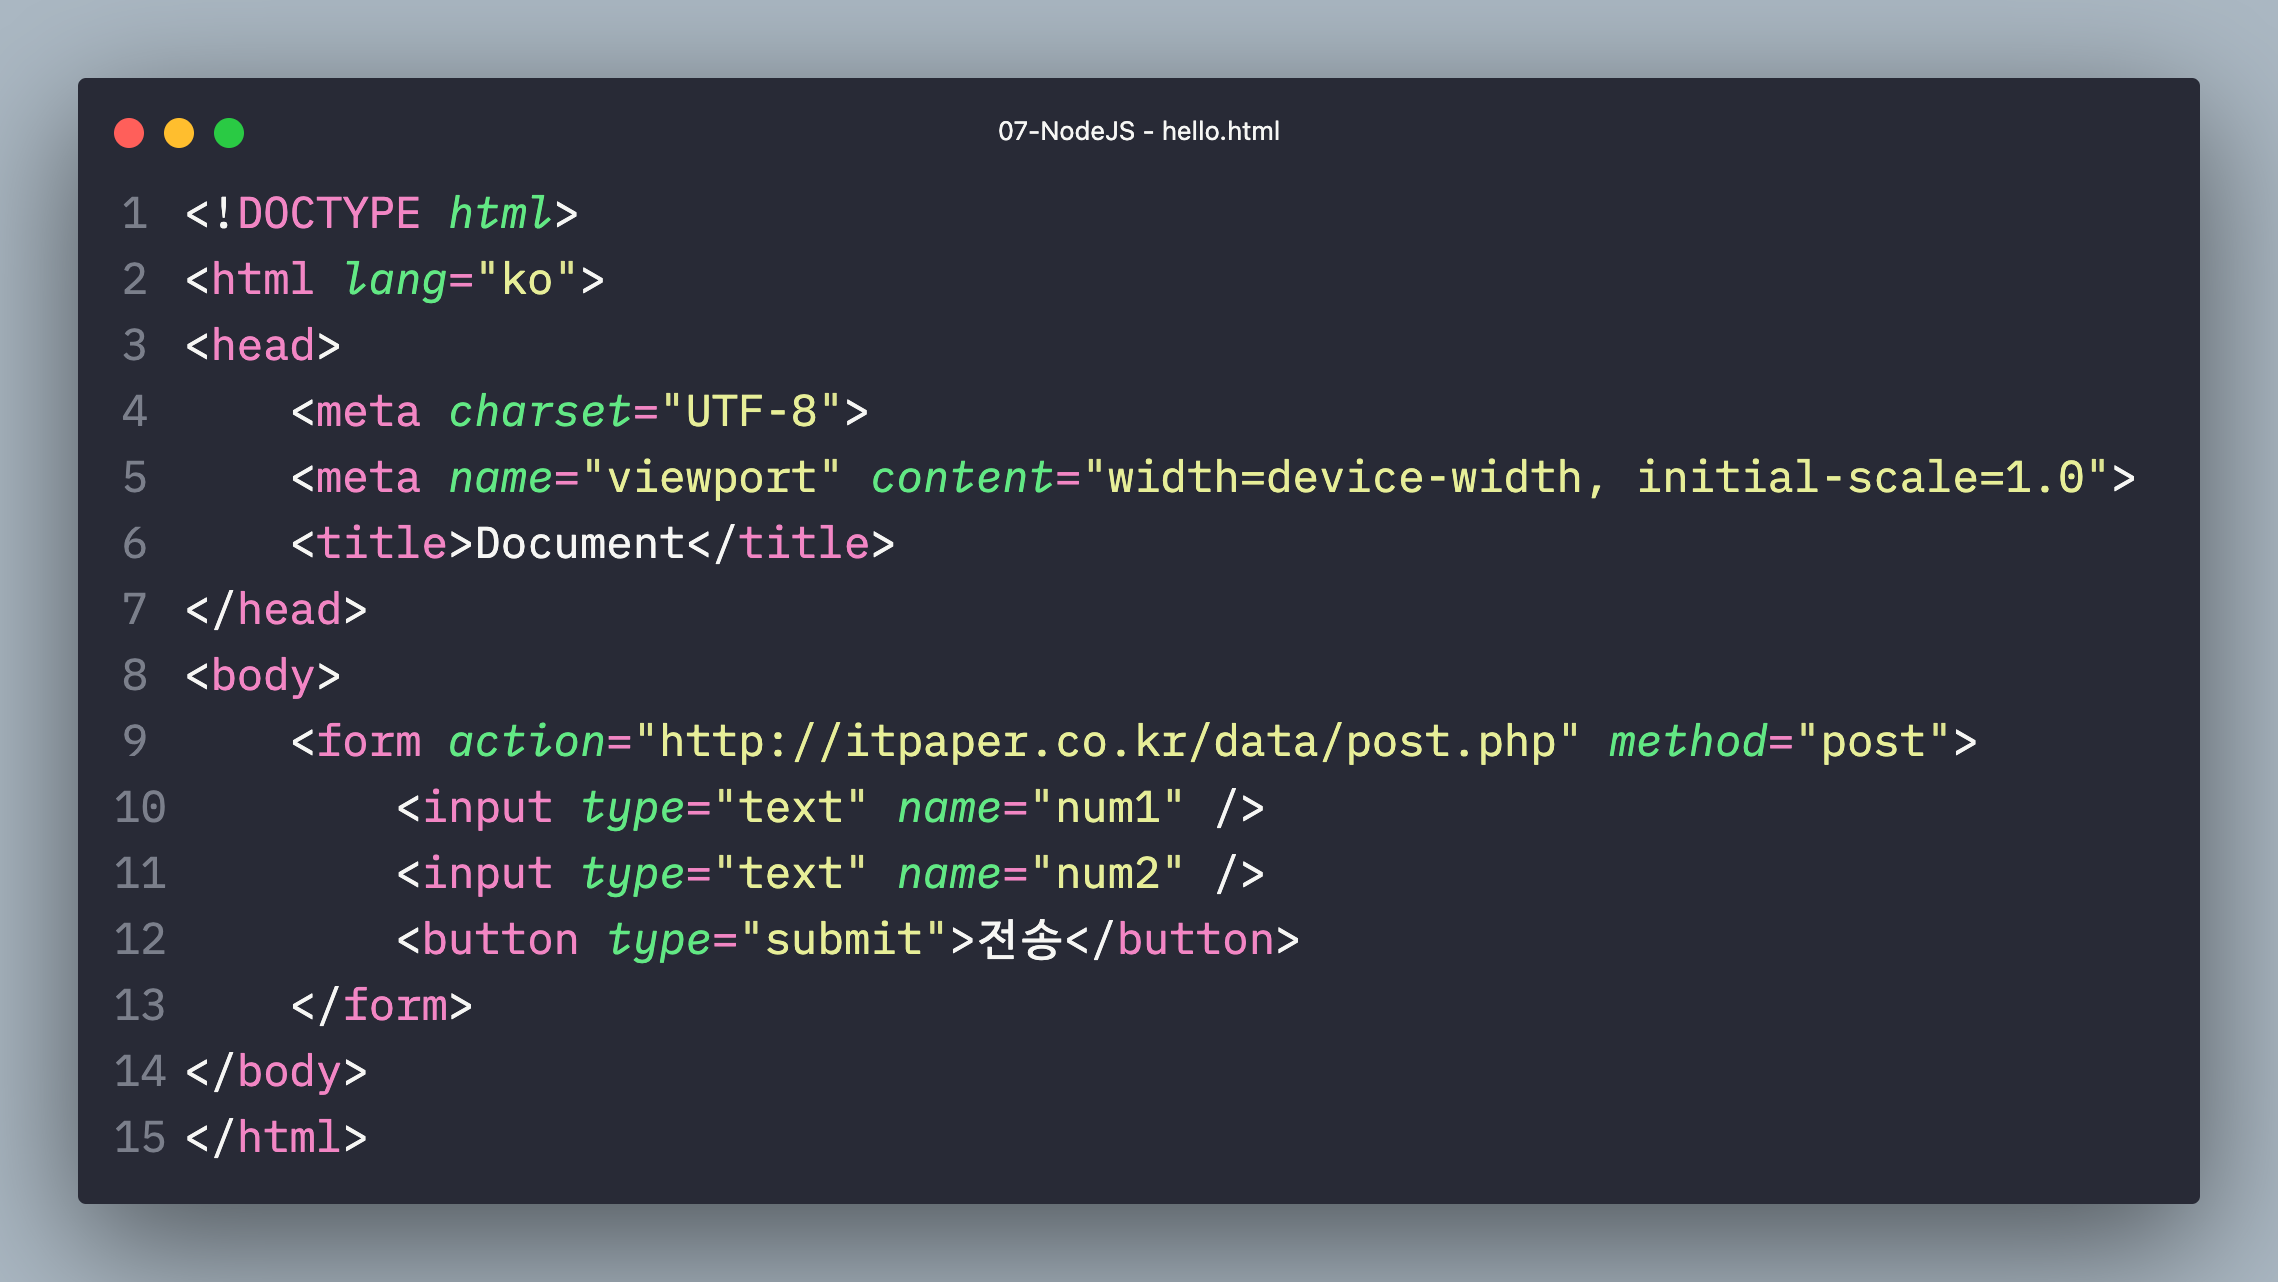 07-NodeJS - hello.html
1 <!DOCTYPE html>
2 <html lang="ko">
3 <head>
4     <meta charset="UTF-8">
5     <meta name="viewport" content="width=device-width, initial-scale=1.0">
6     <title>Document</title>
7 </head>
8 <body>
9     <form action="http://itpaper.co.kr/data/post.php" method="post">
10         <input type="text" name="num1" />
11         <input type="text" name="num2" />
12         <button type="submit">전송</button>
13     </form>
14 </body>
15 </html>